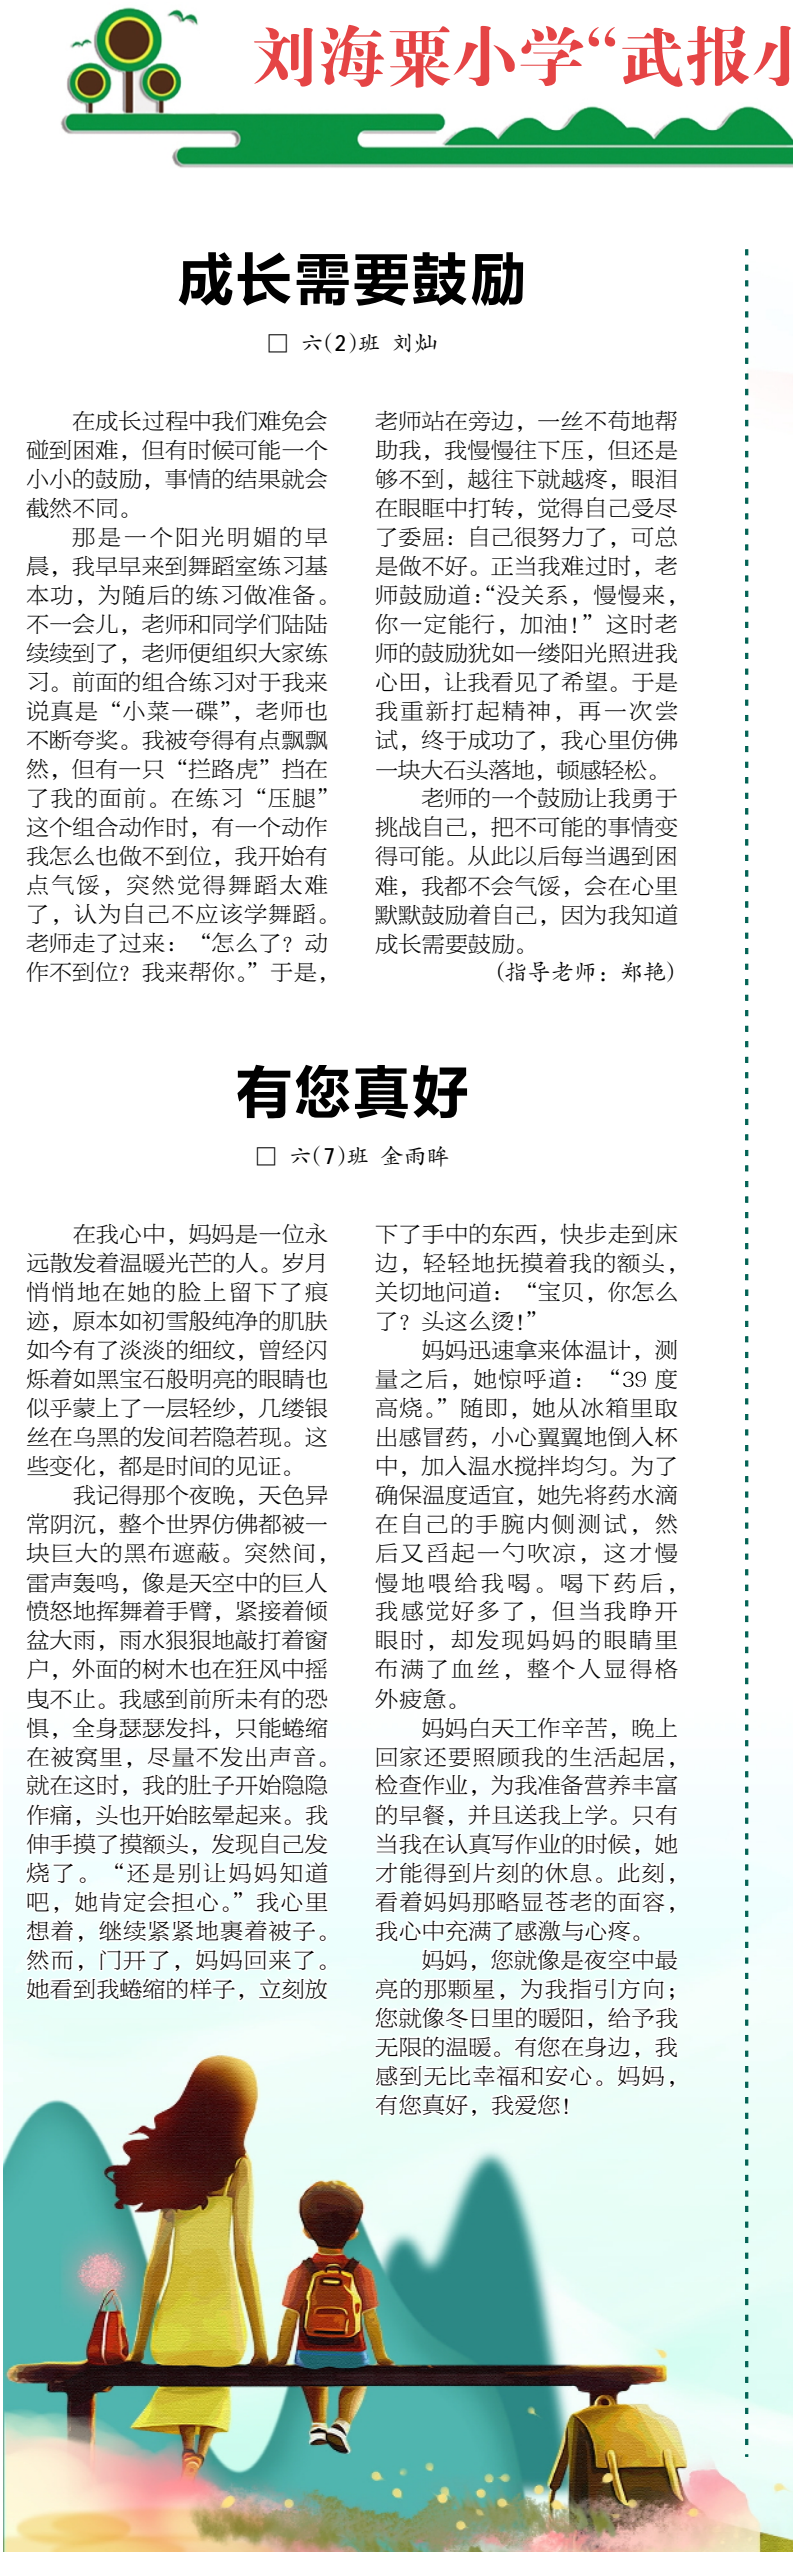 刘海粟小学“武报小
成长需要鼓励
□ 六(2)班 刘灿
在成长过程中我们难免会
碰到困难，但有时候可能一个
小小的鼓励，事情的结果就会
截然不同。
那是一个阳光明媚的早
晨，我早早来到舞蹈室练习基
本功，为随后的练习做准备。
不一会儿，老师和同学们陆陆
续续到了，老师便组织大家练
习。前面的组合练习对于我来
说真是“小菜一碟”，老师也
不断夸奖。我被夸得有点飘飘
然，但有一只“拦路虎”挡在
了我的面前。在练习“压腿”
这个组合动作时，有一个动作
我怎么也做不到位，我开始有
点气馁，突然觉得舞蹈太难
了，认为自己不应该学舞蹈。
老师走了过来：“怎么了？动
作不到位？我来帮你。”于是，
老师站在旁边，一丝不苟地帮
助我，我慢慢往下压，但还是
够不到，越往下就越疼，眼泪
在眼眶中打转，觉得自己受尽
了委屈：自己很努力了，可总
是做不好。正当我难过时，老
师鼓励道：“没关系，慢慢来，
你一定能行，加油！”这时老
师的鼓励犹如一缕阳光照进我
心田，让我看见了希望。于是
我重新打起精神，再一次尝
试，终于成功了，我心里仿佛
一块大石头落地，顿感轻松。
老师的一个鼓励让我勇于
挑战自己，把不可能的事情变
得可能。从此以后每当遇到困
难，我都不会气馁，会在心里
默默鼓励着自己，因为我知道
成长需要鼓励。
（指导老师：郑艳）
有您真好
□ 六(7)班 金雨眸
在我心中，妈妈是一位永
远散发着温暖光芒的人。岁月
悄悄地在她的脸上留下了痕
迹，原本如初雪般纯净的肌肤
如今有了淡淡的细纹，曾经闪
烁着如黑宝石般明亮的眼睛也
似乎蒙上了一层轻纱，几缕银
丝在乌黑的发间若隐若现。这
些变化，都是时间的见证。
我记得那个夜晚，天色异
常阴沉，整个世界仿佛都被一
块巨大的黑布遮蔽。突然间，
雷声轰鸣，像是天空中的巨人
愤怒地挥舞着手臂，紧接着倾
盆大雨，雨水狠狠地敲打着窗
户，外面的树木也在狂风中摇
曳不止。我感到前所未有的恐
惧，全身瑟瑟发抖，只能蜷缩
在被窝里，尽量不发出声音。
就在这时，我的肚子开始隐隐
作痛，头也开始眩晕起来。我
伸手摸了摸额头，发现自己发
烧了。“还是别让妈妈知道
吧，她肯定会担心。”我心里
想着，继续紧紧地裹着被子。
然而，门开了，妈妈回来了。
她看到我蜷缩的样子，立刻放
下了手中的东西，快步走到床
边，轻轻地抚摸着我的额头，
关切地问道：“宝贝，你怎么
了？头这么烫！”
妈妈迅速拿来体温计，测
量之后，她惊呼道：“39 度
高烧。”随即，她从冰箱里取
出感冒药，小心翼翼地倒入杯
中，加入温水搅拌均匀。为了
确保温度适宜，她先将药水滴
在自己的手腕内侧测试，然
后又舀起一勺吹凉，这才慢
慢地喂给我喝。喝下药后，
我感觉好多了，但当我睁开
眼时，却发现妈妈的眼睛里
布满了血丝，整个人显得格
外疲惫。
妈妈白天工作辛苦，晚上
回家还要照顾我的生活起居，
检查作业，为我准备营养丰富
的早餐，并且送我上学。只有
当我在认真写作业的时候，她
才能得到片刻的休息。此刻，
看着妈妈那略显苍老的面容，
我心中充满了感激与心疼。
妈妈，您就像是夜空中最
亮的那颗星，为我指引方向；
您就像冬日里的暖阳，给予我
无限的温暖。有您在身边，我
感到无比幸福和安心。妈妈，
有您真好，我爱您！